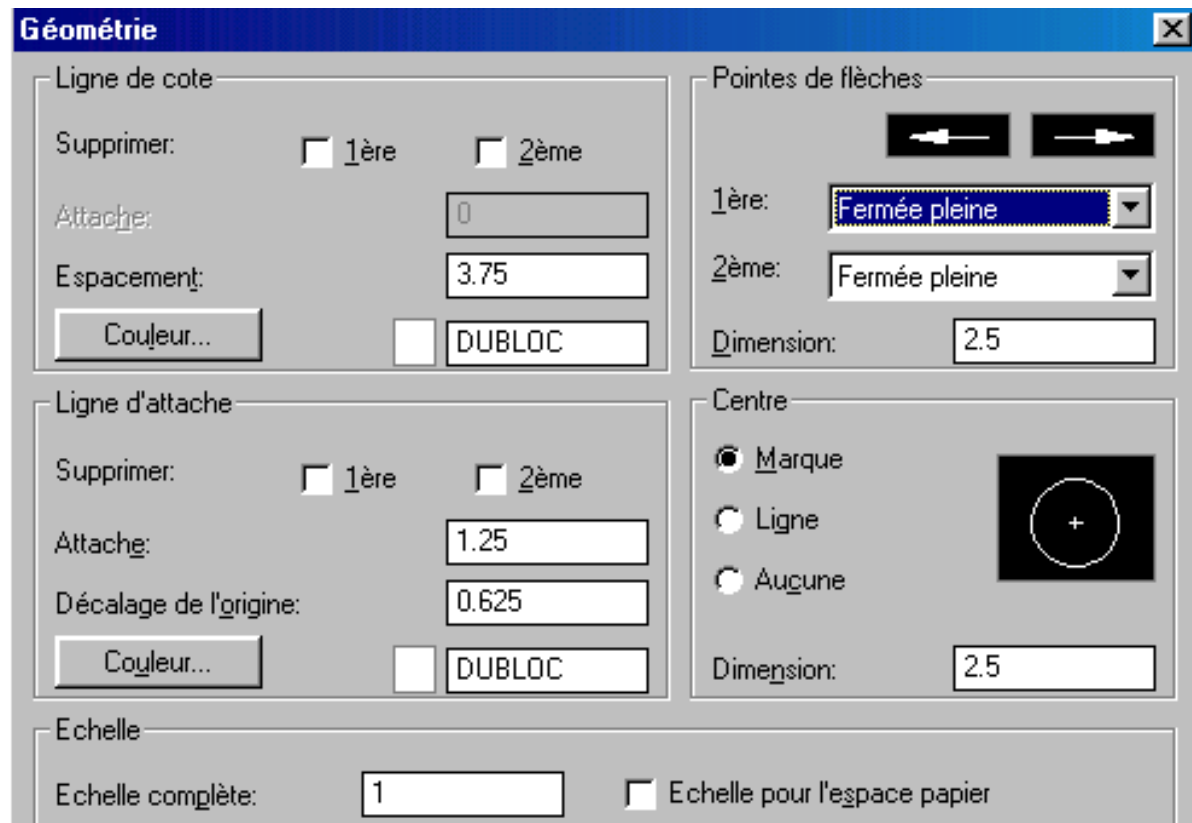 Géométrie
Ligne de cote
Supprimer: 1ère 2ème
Attache: 0
Espacement: 3.75
Couleur... DUBLOC
Pointes de flèches
1ère: Fermée pleine
2ème: Fermée pleine
Dimension: 2.5
Ligne d'attache
Supprimer: 1ère 2ème
Attache: 1.25
Décalage de l'origine: 0.625
Couleur... DUBLOC
Centre
Marque
Ligne
Aucune
Dimension: 2.5
Echelle
Echelle complète: 1 Echelle pour l'espace papier